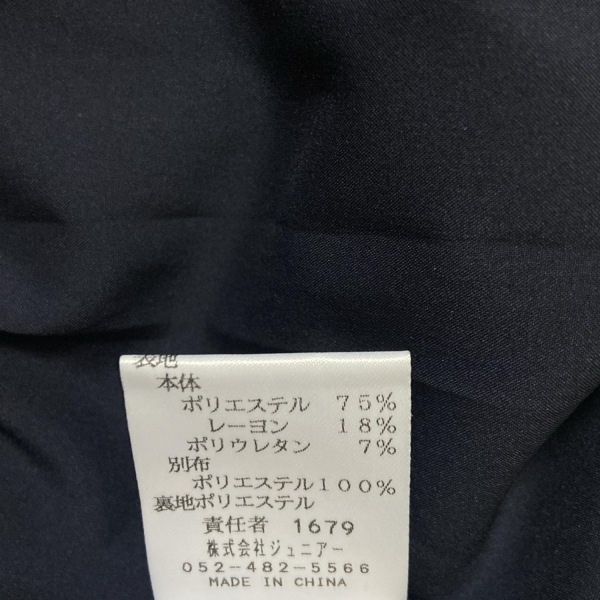 表地
本体
ポリエステル 75%
レーヨン 18%
ポリウレタン 7%
別布
ポリエステル100%
裏地ポリエステル
責任者 1679
株式会社ジュニアー
052-482-5566
MADE IN CHINA